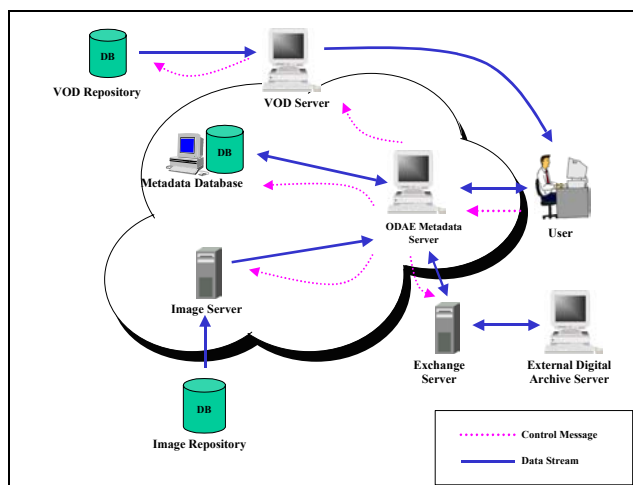 DB
VOD Repository
VOD Server
DB
Metadata Database
ODAE Metadata
Server
User
Image Server
Exchange
Server
External Digital
Archive Server
DB
Image Repository
Control Message
Data Stream